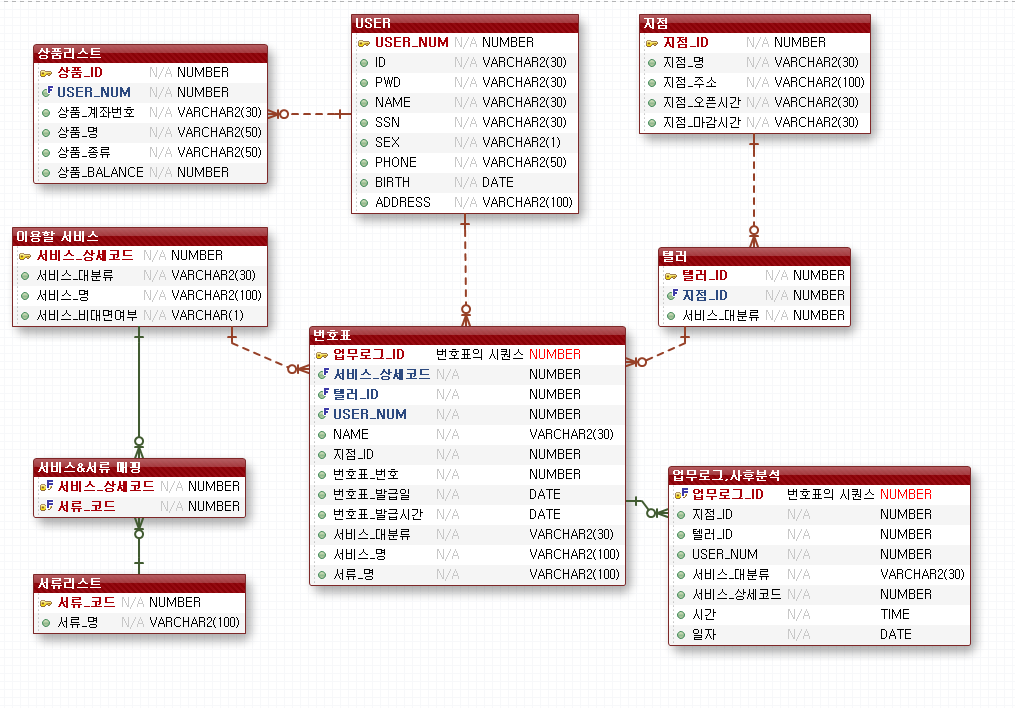 상품리스트
상품_ID N/A NUMBER
USER_NUM N/A NUMBER
상품_계좌번호 N/A VARCHAR2(30)
상품_명 N/A VARCHAR2(50)
상품_종류 N/A VARCHAR2(50)
상품_BALANCE N/A NUMBER
USER
USER_NUM N/A NUMBER
ID N/A VARCHAR2(30)
PWD N/A VARCHAR2(30)
NAME N/A VARCHAR2(30)
SSN N/A VARCHAR2(30)
SEX N/A VARCHAR2(1)
PHONE N/A VARCHAR2(50)
BIRTH N/A DATE
ADDRESS N/A VARCHAR2(100)
지점
지점_ID N/A NUMBER
지점_명 N/A VARCHAR2(30)
지점_주소 N/A VARCHAR2(100)
지점_오픈시간 N/A VARCHAR2(30)
지점_마감시간 N/A VARCHAR2(30)
이용할 서비스
서비스_상세코드 N/A NUMBER
서비스_대분류 N/A VARCHAR2(30)
서비스_명 N/A VARCHAR2(100)
서비스_비대면여부 N/A VARCHAR(1)
텔러
텔러_ID N/A NUMBER
지점_ID N/A NUMBER
서비스_대분류 N/A NUMBER
번호표
업무로그_ID 번호표의 시퀀스 NUMBER
서비스_상세코드 N/A NUMBER
텔러_ID N/A NUMBER
USER_NUM N/A NUMBER
NAME N/A VARCHAR2(30)
지점_ID N/A NUMBER
번호표_번호 N/A NUMBER
번호표_발급일 N/A DATE
번호표_발급시간 N/A DATE
서비스_대분류 N/A VARCHAR2(30)
서비스_명 N/A VARCHAR2(100)
서류_명 N/A VARCHAR2(100)
서비스&서류 매핑
서비스_상세코드 N/A NUMBER
서류_코드 N/A NUMBER
서류리스트
서류_코드 N/A NUMBER
서류_명 N/A VARCHAR2(100)
업무로그,사후분석
업무로그_ID 번호표의 시퀀스 NUMBER
지점_ID N/A NUMBER
텔러_ID N/A NUMBER
USER_NUM N/A NUMBER
서비스_대분류 N/A VARCHAR2(30)
서비스_상세코드 N/A NUMBER
시간 N/A TIME
일자 N/A DATE